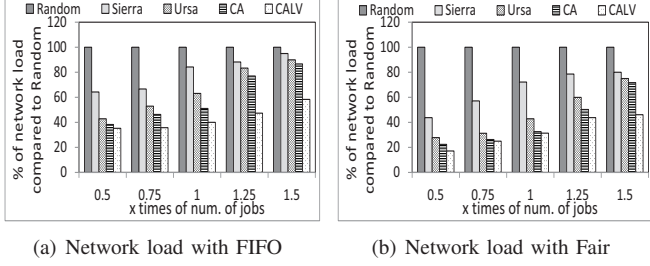 Random Sierra Ursa CA CALV
% of network load
compared to Random
120
100
80
60
40
20
0
0.5 0.75 1 1.25 1.5
x times of num. of jobs
(a) Network load with FIFO
Random Sierra Ursa CA CALV
% of network load
compared to Random
120
100
80
60
40
20
0
0.5 0.75 1 1.25 1.5
x times of num. of jobs
(b) Network load with Fair